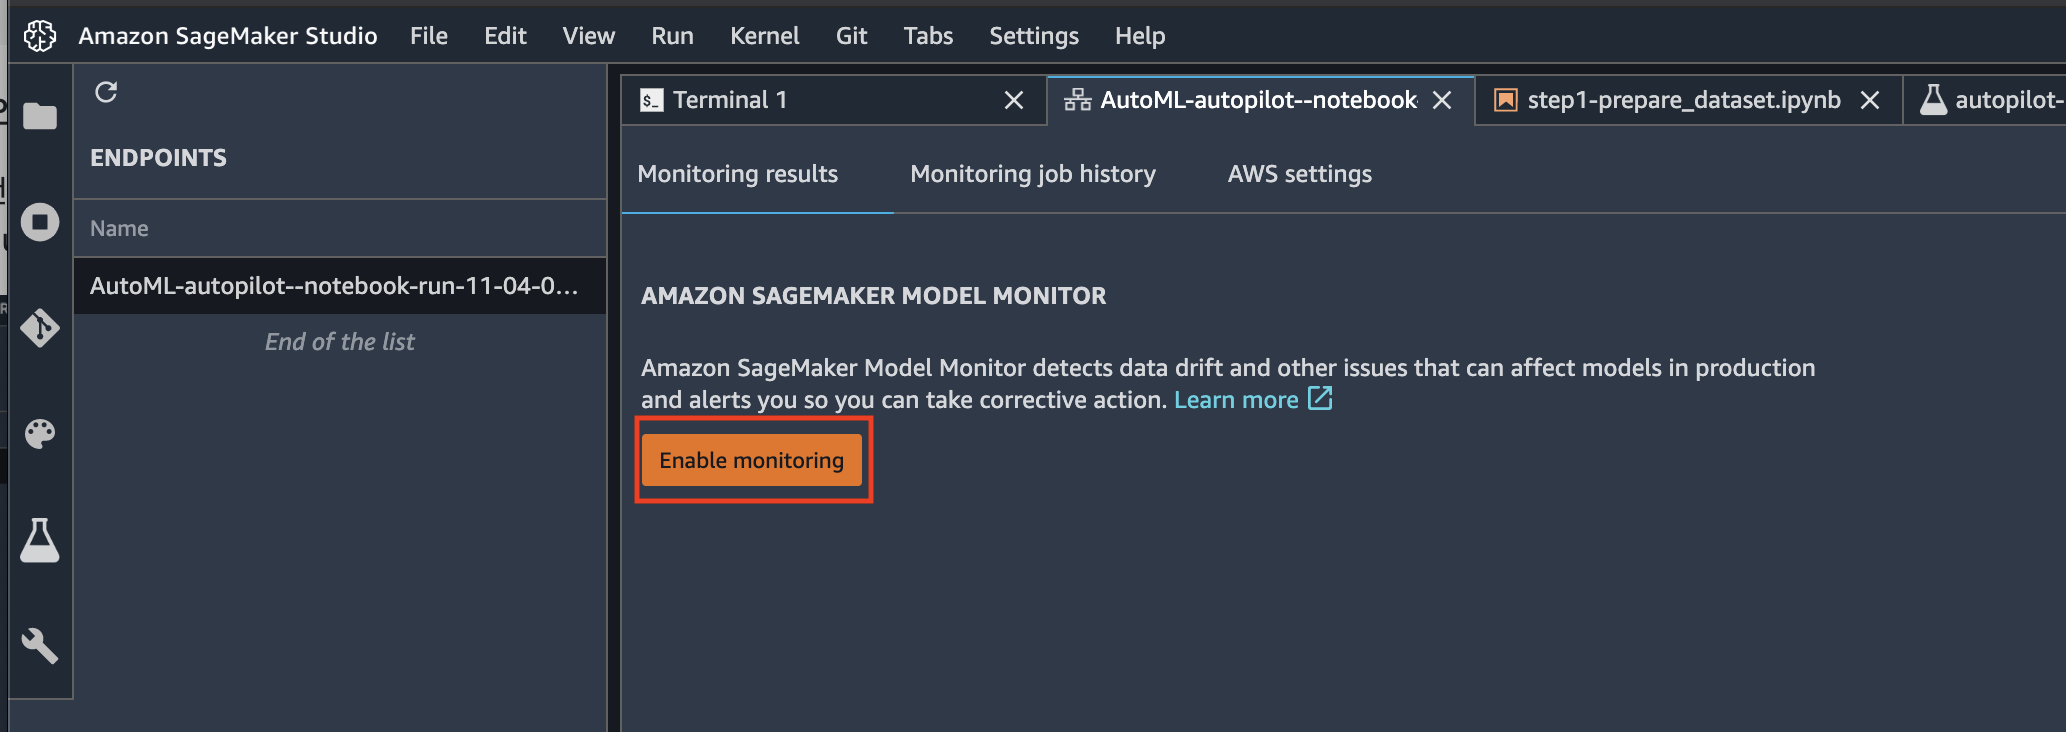 Amazon SageMaker Studio File Edit View Run Kernel Git Tabs Settings Help
$_ Terminal 1 AutoML-autopilot--notebook- step1-prepare_dataset.ipynb autopilot-
ENDPOINTS
Name
AutoML-autopilot--notebook-run-11-04-0...
End of the list
Monitoring results Monitoring job history AWS settings
AMAZON SAGEMAKER MODEL MONITOR
Amazon SageMaker Model Monitor detects data drift and other issues that can affect models in production
and alerts you so you can take corrective action. Learn more
Enable monitoring